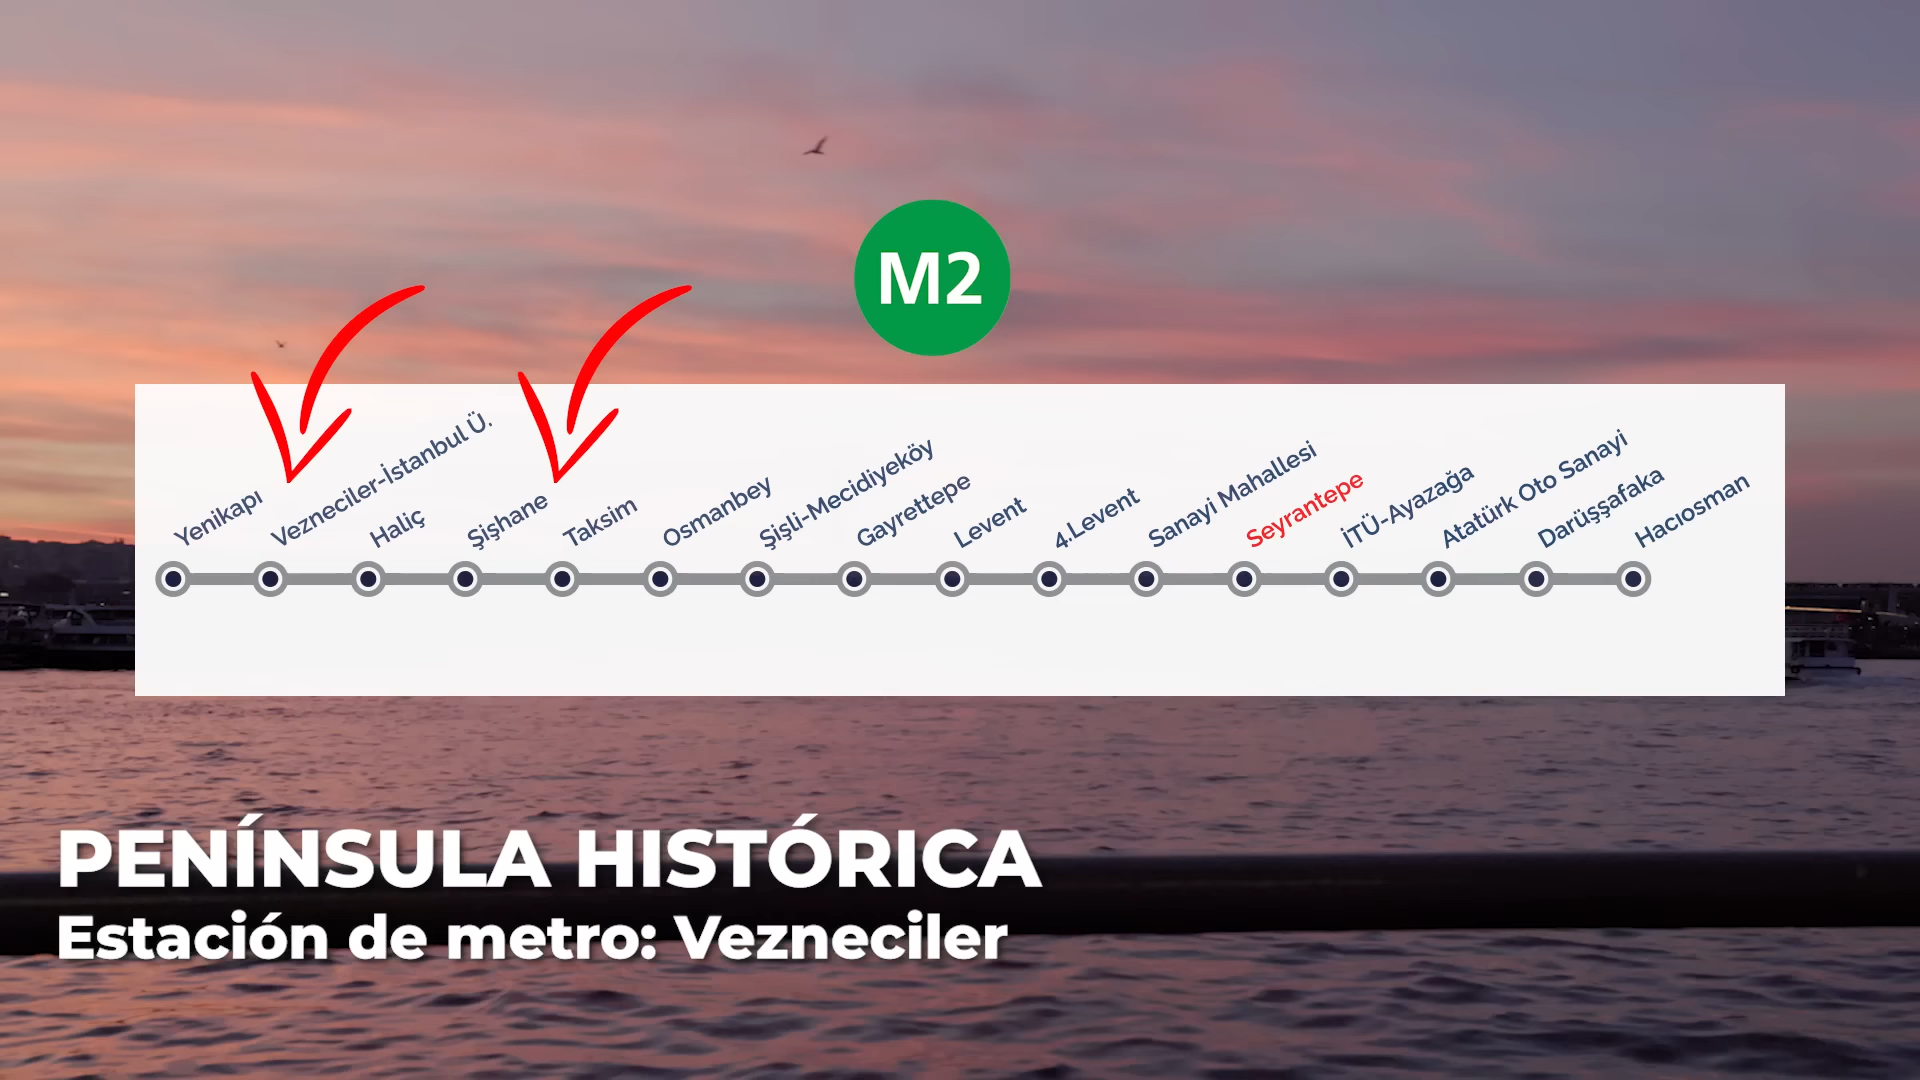 M2
Yenikapı
Vezneciler-İstanbul Ü.
Haliç
Şişhane
Taksim
Osmanbey
Şişli-Mecidiyeköy
Gayrettepe
Levent
4.Levent
Sanayi Mahallesi
Seyrantepe
İTÜ-Ayazağa
Atatürk Oto Sanayi
Darüşşafaka
Hacıosman
PENÍNSULA HISTÓRICA
Estación de metro: Vezneciler